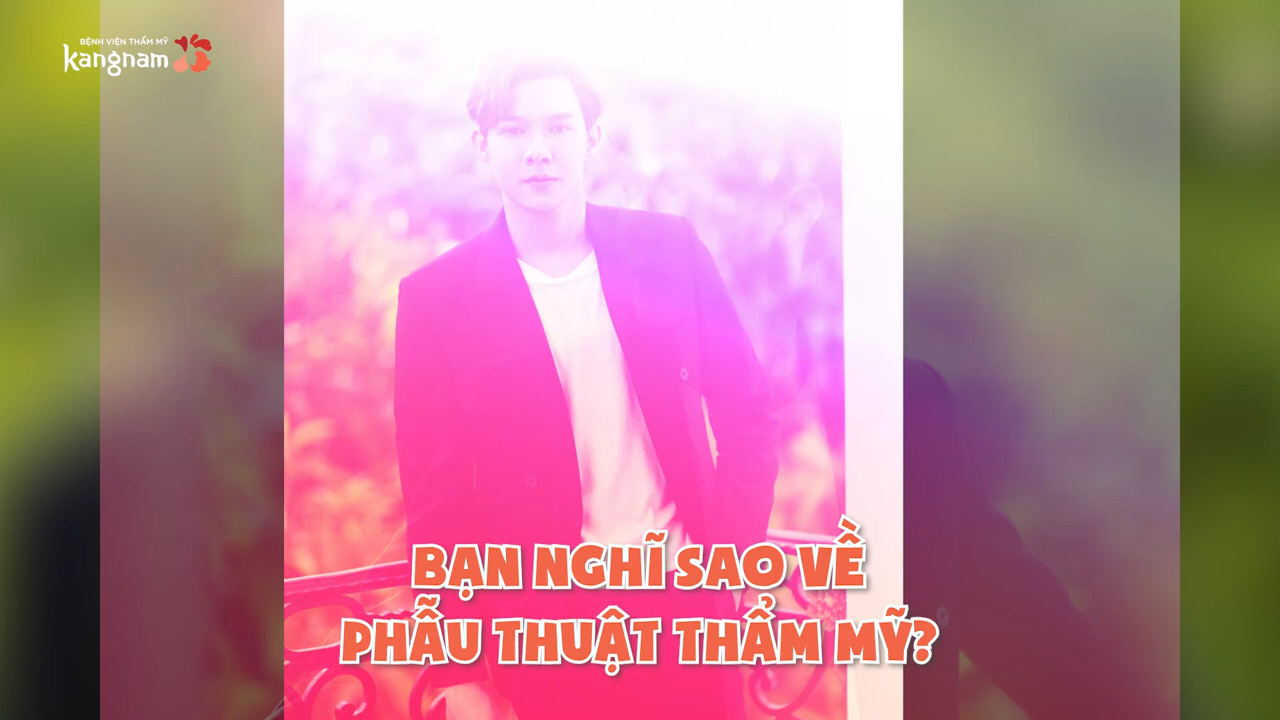 BỆNH VIỆN THẨM MỸ
kangnam
BẠN NGHĨ SAO VỀ
PHẪU THUẬT THẨM MỸ?